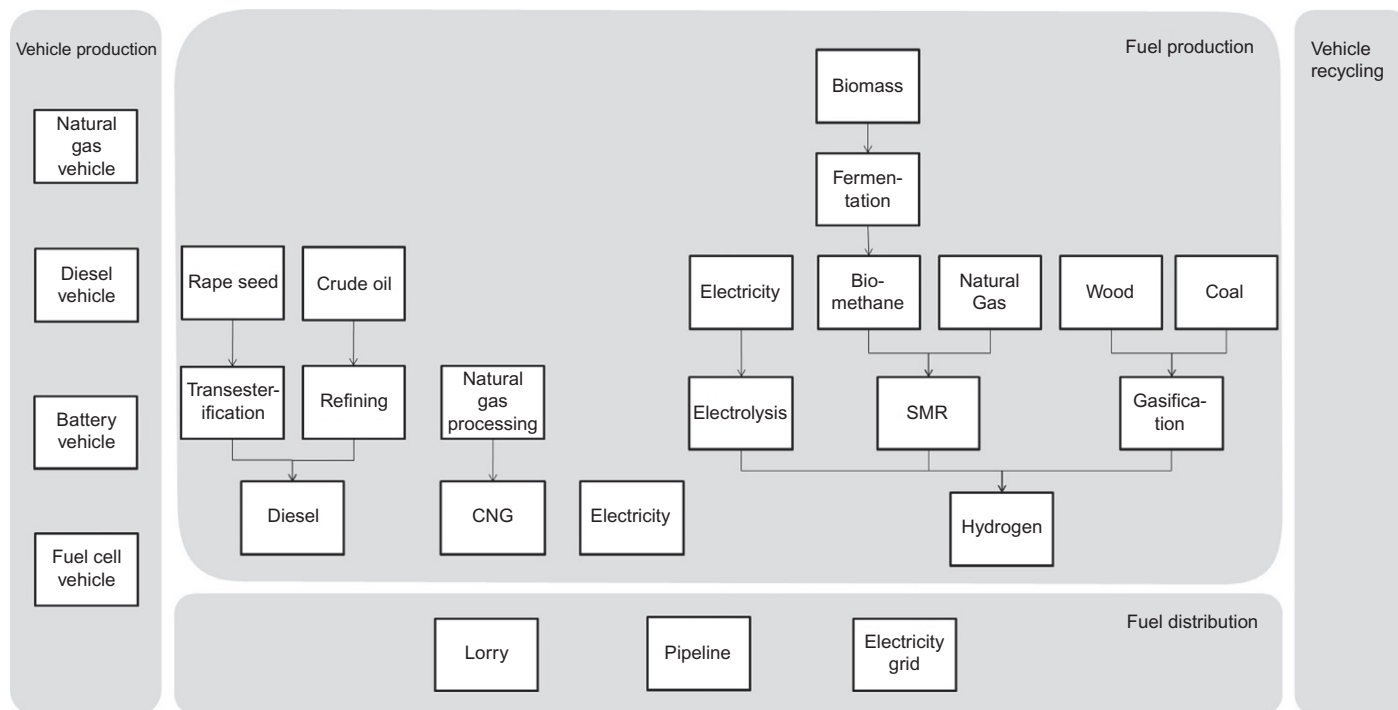 Vehicle production
Natural
gas
vehicle
Diesel
vehicle
Battery
vehicle
Fuel cell
vehicle
Fuel production
Biomass
Fermen-
tation
Rape seed
Crude oil
Electricity
Bio-
methane
Natural
Gas
Wood
Coal
Transester-
ification
Refining
Natural
gas
processing
Electrolysis
SMR
Gasifica-
tion
Diesel
CNG
Electricity
Hydrogen
Fuel distribution
Lorry
Pipeline
Electricity
grid
Vehicle
recycling